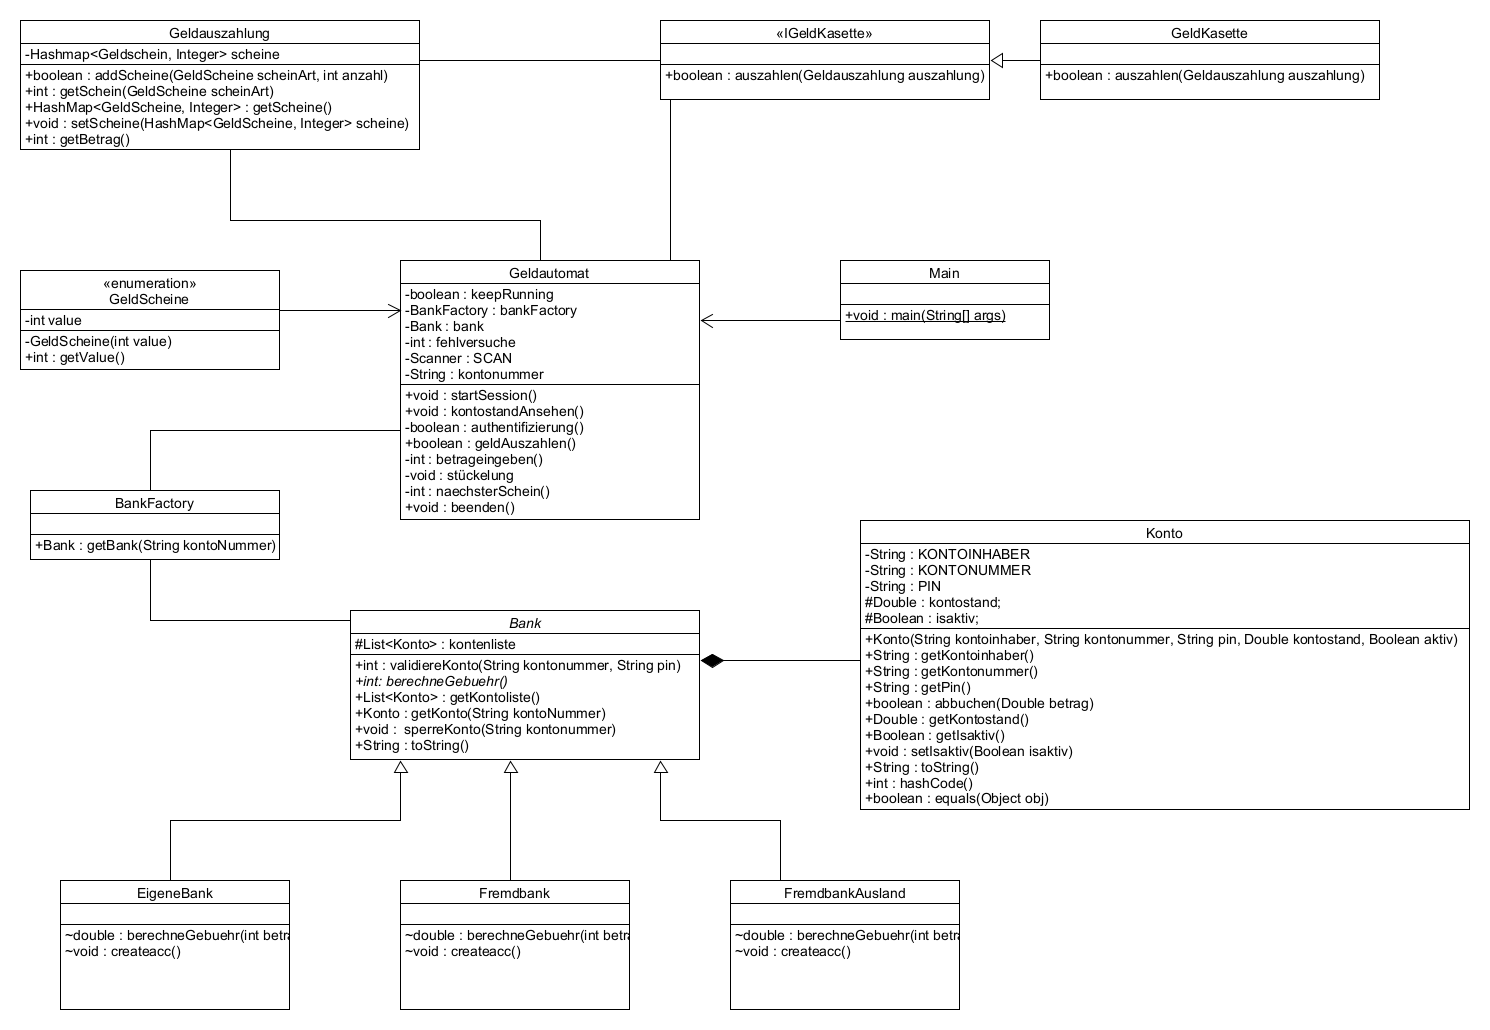 Geldauszahlung
-Hashmap<Geldschein, Integer> scheine
+boolean : addScheine(GeldScheine scheinArt, int anzahl)
+int : getSchein(GeldScheine scheinArt)
+HashMap<GeldScheine, Integer> : getScheine()
+void : setScheine(HashMap<GeldScheine, Integer> scheine)
+int : getBetrag()
«IGeldKasette»
+boolean : auszahlen(Geldauszahlung auszahlung)
GeldKasette
+boolean : auszahlen(Geldauszahlung auszahlung)
«enumeration»
GeldScheine
-int value
-GeldScheine(int value)
+int : getValue()
Geldautomat
-boolean : keepRunning
-BankFactory : bankFactory
-Bank : bank
-int : fehlversuche
-Scanner : SCAN
-String : kontonummer
+void : startSession()
+void : kontostandAnsehen()
-boolean : authentifizierung()
+boolean : geldAuszahlen()
-int : betrageingeben()
-void : stückelung
-int : naechsterSchein()
+void : beenden()
Main
+void : main(String[] args)
BankFactory
+Bank : getBank(String kontoNummer)
Bank
#List<Konto> : kontenliste
+int : validiereKonto(String kontonummer, String pin)
+int: berechneGebuehr()
+List<Konto> : getKontoliste()
+Konto : getKonto(String kontoNummer)
+void :  sperreKonto(String kontonummer)
+String : toString()
Konto
-String : KONTOINHABER
-String : KONTONUMMER
-String : PIN
#Double : kontostand;
#Boolean : isaktiv;
+Konto(String kontoinhaber, String kontonummer, String pin, Double kontostand, Boolean aktiv)
+String : getKontoinhaber()
+String : getKontonummer()
+String : getPin()
+boolean : abbuchen(Double betrag)
+Double : getKontostand()
+Boolean : getIsaktiv()
+void : setIsaktiv(Boolean isaktiv)
+String : toString()
+int : hashCode()
+boolean : equals(Object obj)
EigeneBank
~double : berechneGebuehr(int betra
~void : createacc()
Fremdbank
~double : berechneGebuehr(int betra
~void : createacc()
FremdbankAusland
~double : berechneGebuehr(int betra
~void : createacc()